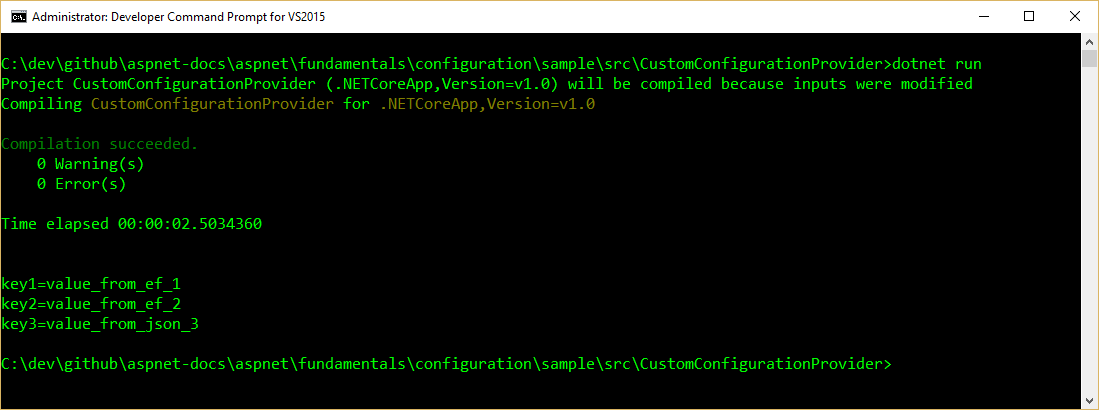 Administrator: Developer Command Prompt for VS2015
C:\dev\github\aspnet-docs\aspnet\fundamentals\configuration\sample\src\CustomConfigurationProvider>dotnet run
Project CustomConfigurationProvider (.NETCoreApp,Version=v1.0) will be compiled because inputs were modified
Compiling CustomConfigurationProvider for .NETCoreApp,Version=v1.0
Compilation succeeded.
0 Warning(s)
0 Error(s)
Time elapsed 00:00:02.5034360
key1=value_from_ef_1
key2=value_from_ef_2
key3=value_from_json_3
C:\dev\github\aspnet-docs\aspnet\fundamentals\configuration\sample\src\CustomConfigurationProvider>